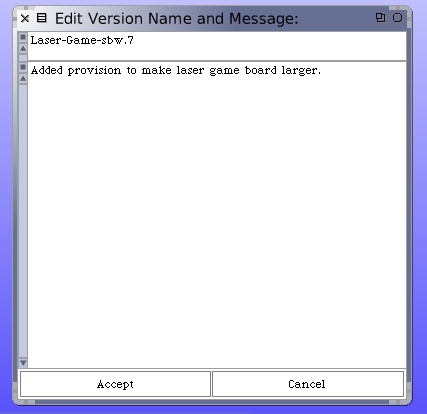 Edit Version Name and Message:
Laser-Game-sbw.7
Added provision to make laser game board larger.
Accept
Cancel